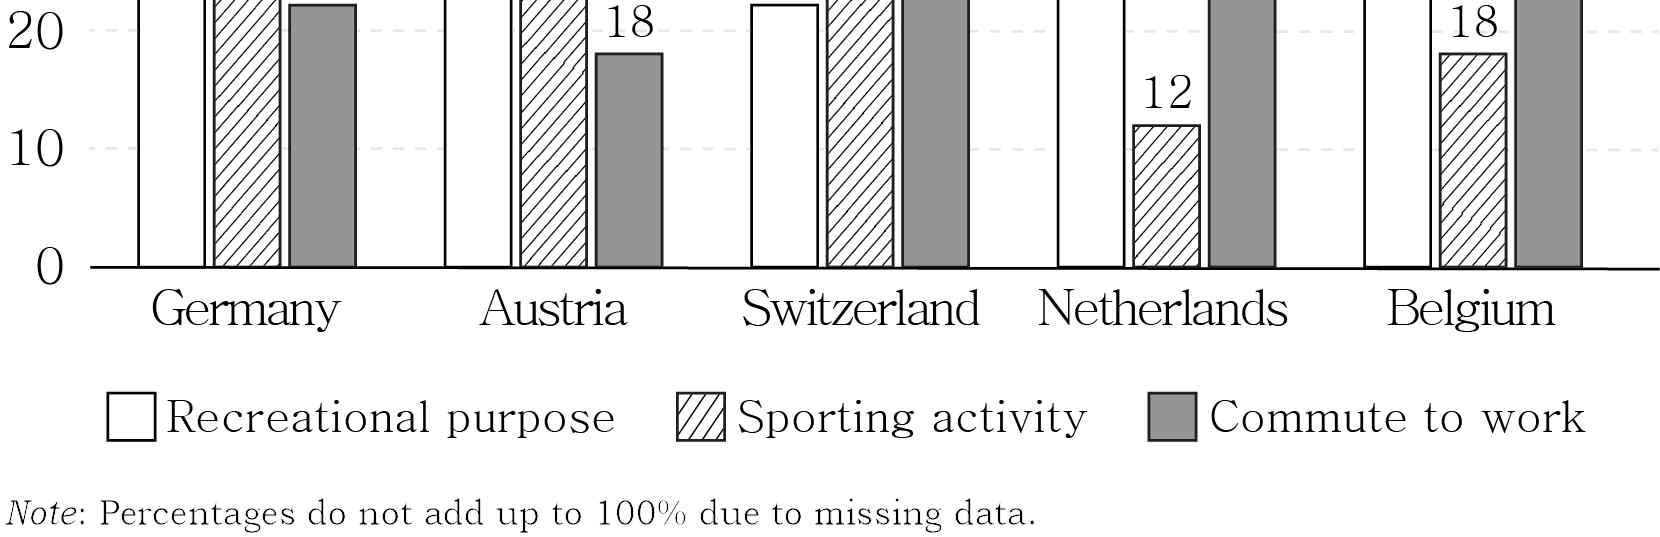 20
18
18
12
10
0
Germany Austria Switzerland Netherlands Belgium
Recreational purpose Sporting activity Commute to work
Note: Percentages do not add up to 100% due to missing data.